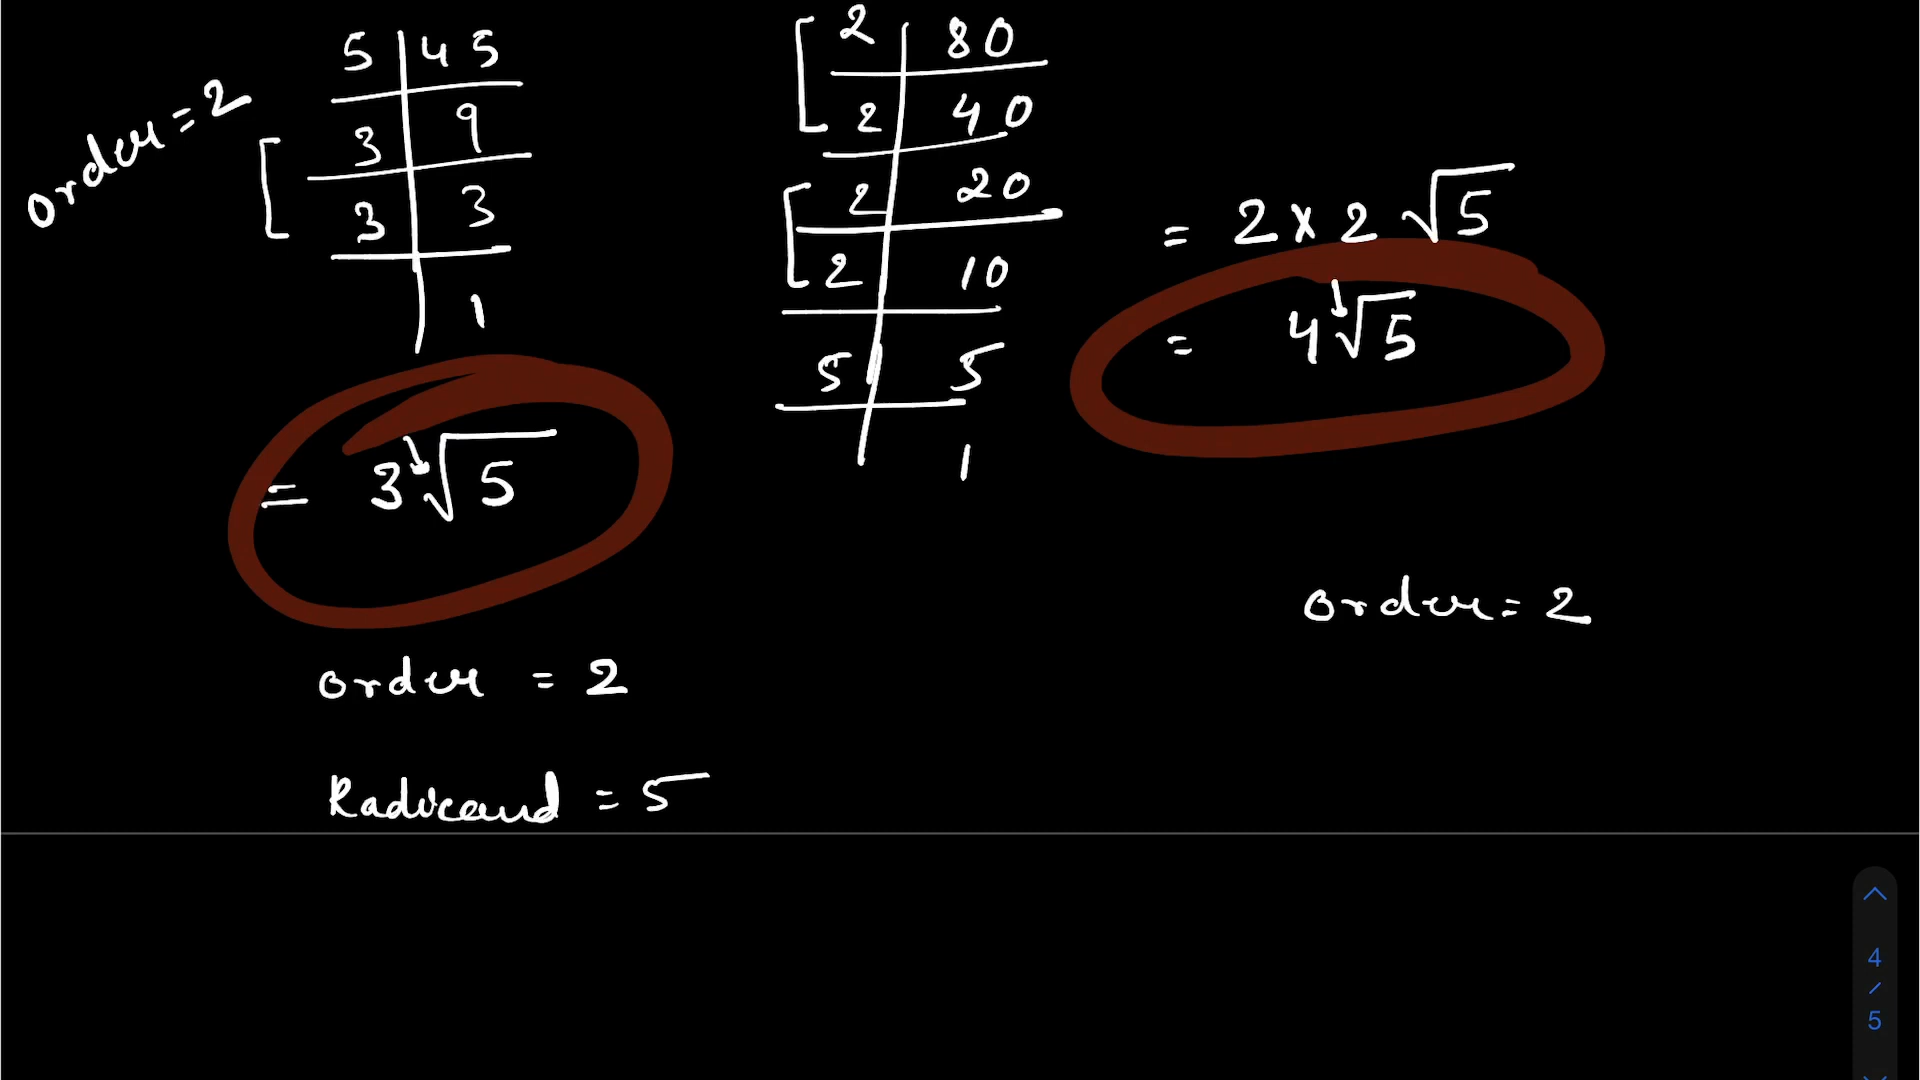 order = 2
5 | 45
3 | 9
3 | 3
1
= 3√5
order = 2
Radicand = 5
2 | 80
2 | 40
2 | 20
2 | 10
5 | 5
1
= 2 x 2 √5
= 4√5
order = 2
4
/
5